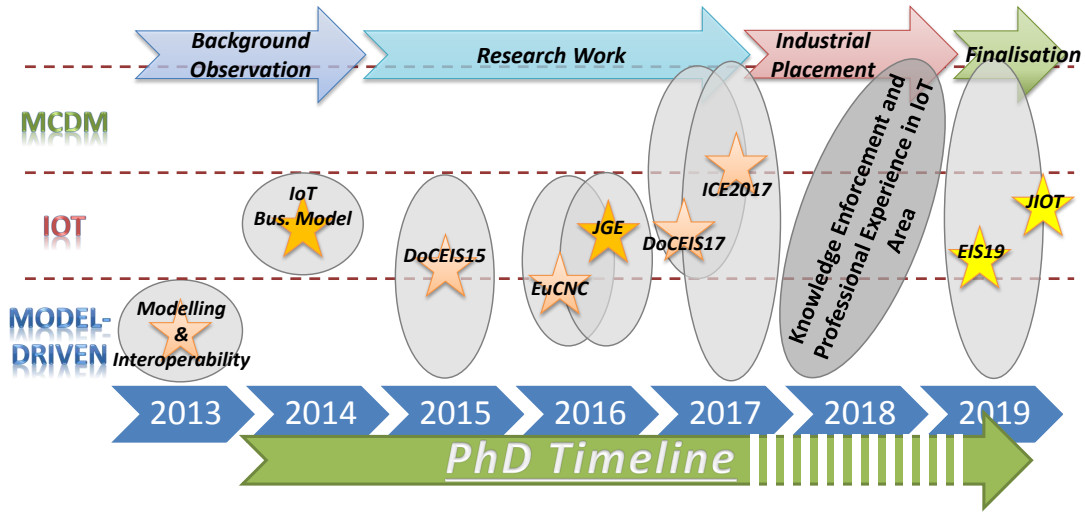 Background
Observation
Research Work
Industrial
Placement
Finalisation
MCDM
IOT
MODEL-
DRIVEN
Modelling
&
Interoperability
IoT
Bus. Model
DoCEIS15
EuCNC
JGE
DoCEIS17
ICE2017
Knowledge Enforcement and
Professional Experience in IoT
Area
EIS19
JIOT
2013
2014
2015
2016
2017
2018
2019
PhD Timeline